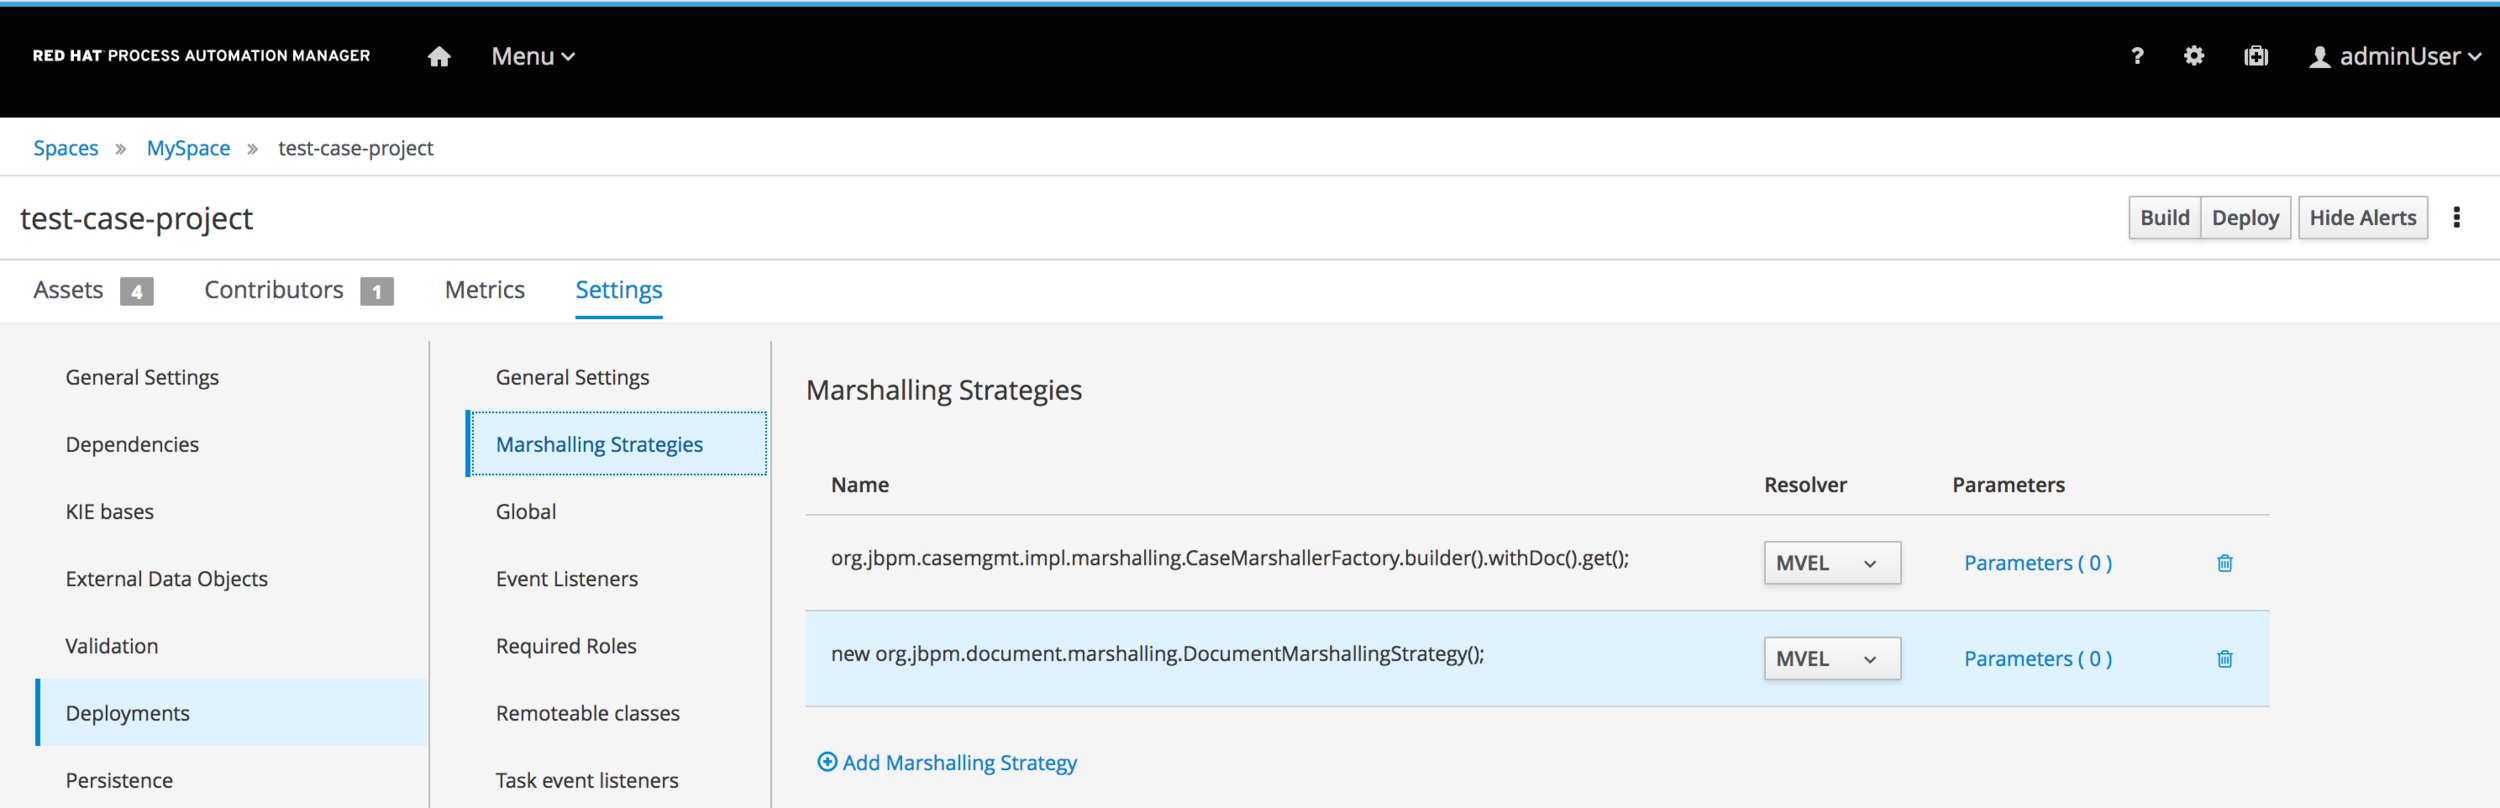 RED HAT PROCESS AUTOMATION MANAGER Menu ? adminUser
Spaces » MySpace » test-case-project
test-case-project Build Deploy Hide Alerts
Assets 4 Contributors 1 Metrics Settings
General Settings
Dependencies
KIE bases
External Data Objects
Validation
Deployments
Persistence
General Settings
Marshalling Strategies
Global
Event Listeners
Required Roles
Remoteable classes
Task event listeners
Marshalling Strategies
Name Resolver Parameters
org.jbpm.casemgmt.impl.marshalling.CaseMarshallerFactory.builder().withDoc().get(); MVEL Parameters ( 0 )
new org.jbpm.document.marshalling.DocumentMarshallingStrategy(); MVEL Parameters ( 0 )
Add Marshalling Strategy